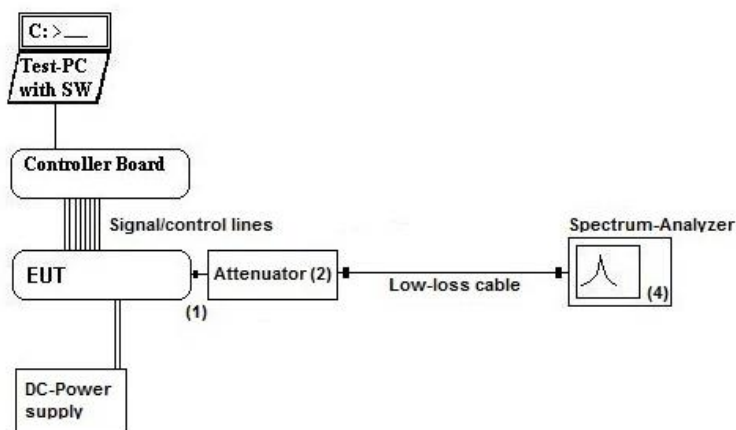 C: >__
Test-PC
with SW
Controller Board
Signal/control lines
Spectrum-Analyzer
EUT
Attenuator (2)
Low-loss cable
(4)
(1)
DC-Power
supply